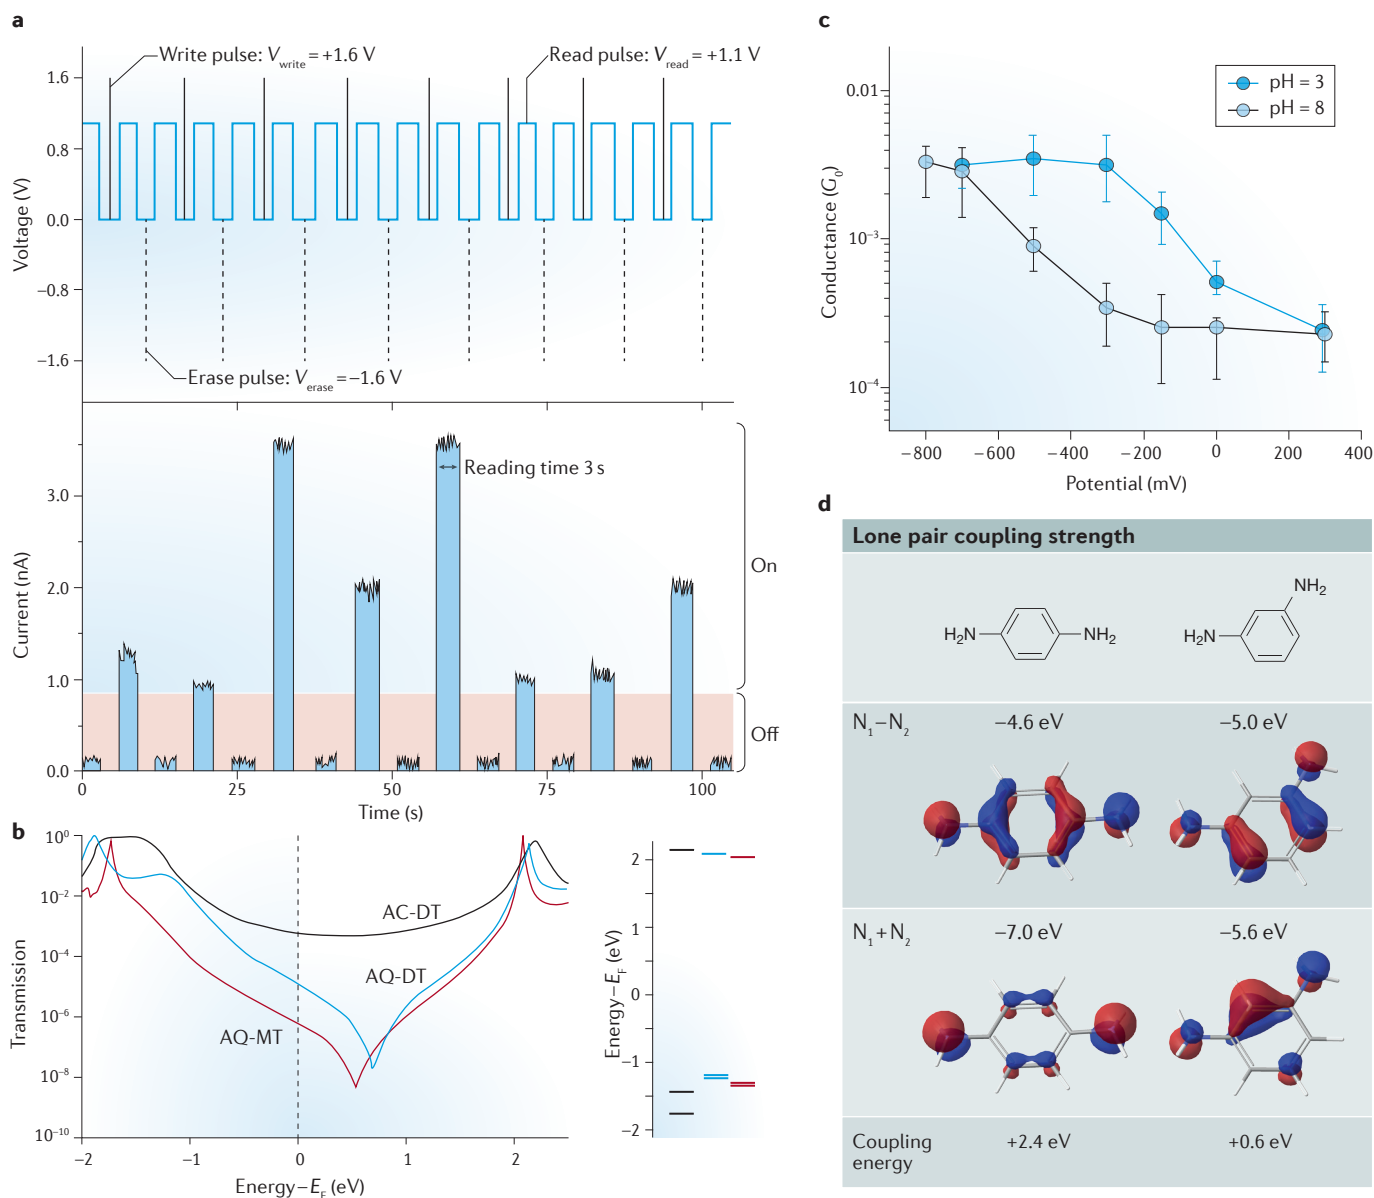 a
Write pulse: Vwrite = +1.6 V
Read pulse: Vread = +1.1 V
1.6
0.8
0.0
−0.8
−1.6
Voltage (V)
Erase pulse: Verase = −1.6 V
3.0
2.0
1.0
0.0
Current (nA)
Reading time 3 s
On
Off
0
25
50
75
100
Time (s)
b
10⁰
10⁻²
10⁻⁴
10⁻⁶
10⁻⁸
10⁻¹⁰
Transmission
AC-DT
AQ-DT
AQ-MT
−2
−1
0
1
2
Energy–EF (eV)
2
1
0
−1
−2
Energy–EF (eV)
c
pH = 3
pH = 8
0.01
10⁻³
10⁻⁴
Conductance (G0)
−800
−600
−400
−200
0
200
400
Potential (mV)
d
Lone pair coupling strength
H₂N
NH₂
H₂N
NH₂
N₁−N₂
−4.6 eV
−5.0 eV
N₁+N₂
−7.0 eV
−5.6 eV
Coupling
energy
+2.4 eV
+0.6 eV